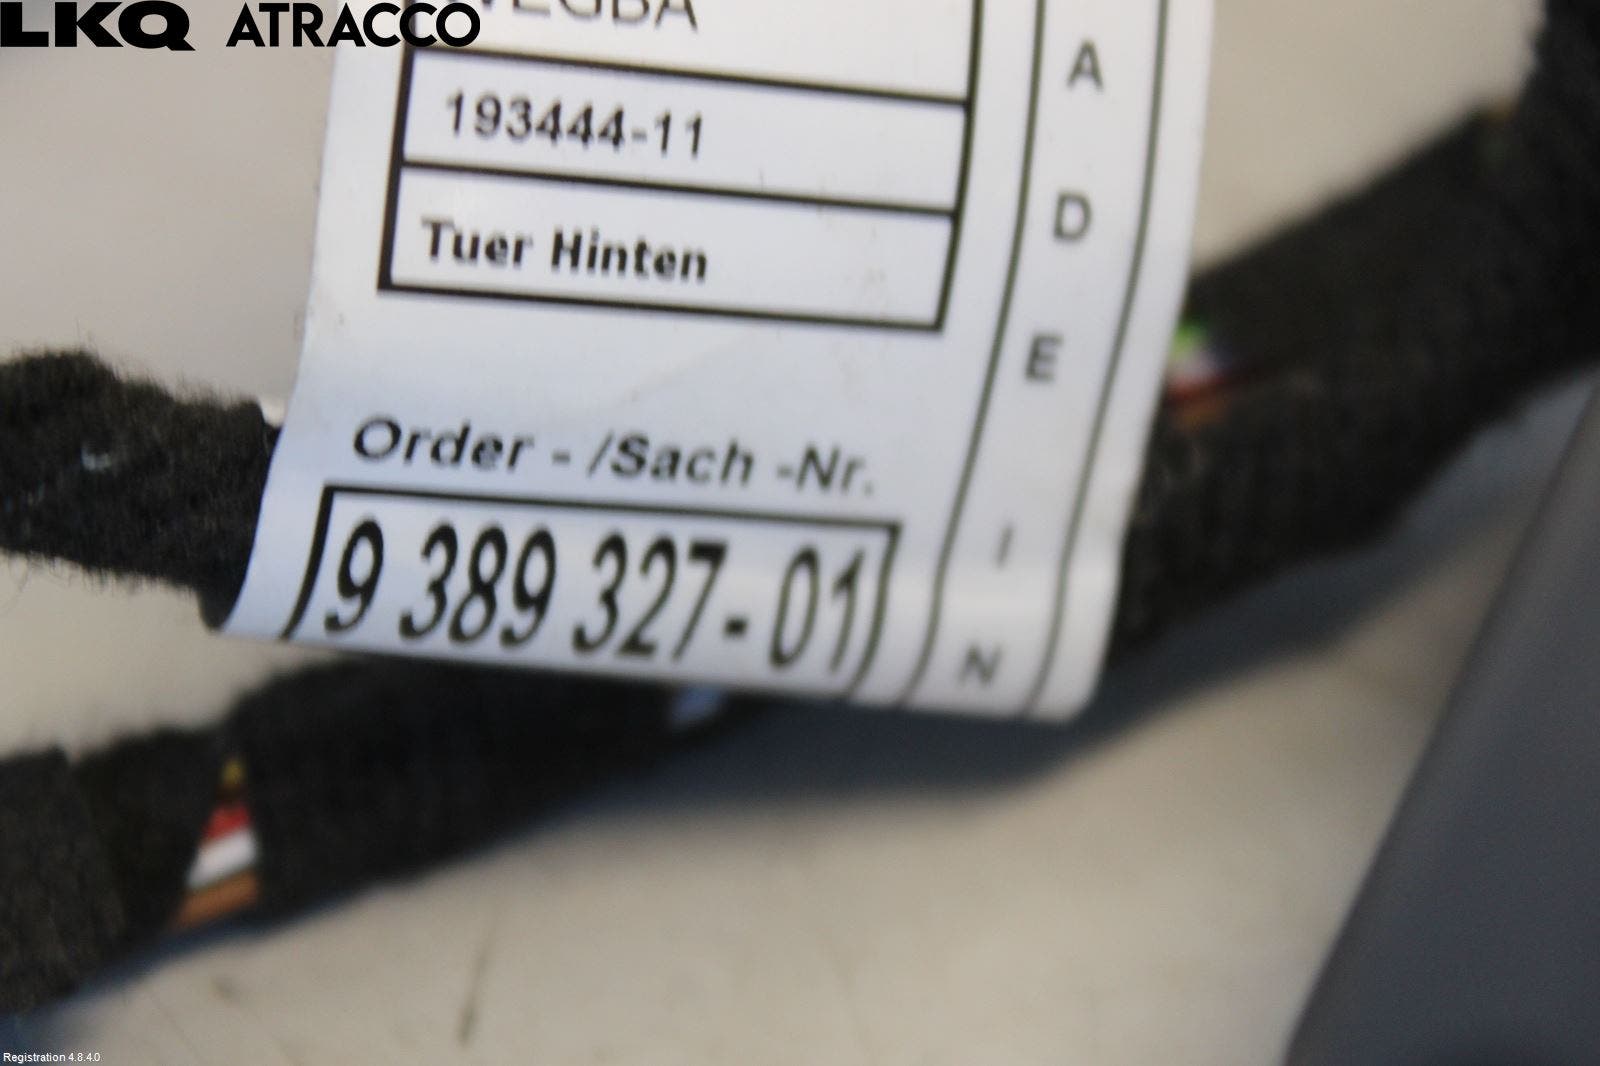 LKQ ATRACCO
193444-11
Tuer Hinten
Order - /Sach -Nr.
9 389 327-01
A
D
E
I
N
Registration 4.8.4.0